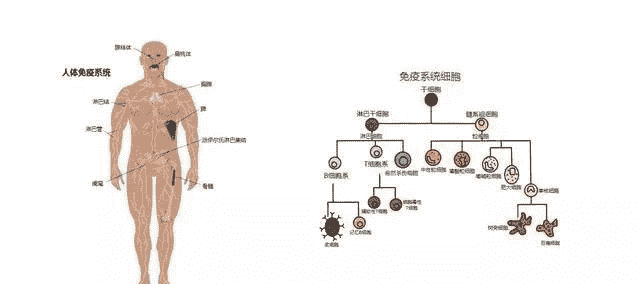 腺样体
扁桃体
人体免疫系统
胸腺
淋巴结
脾
淋巴管
派伊尔氏淋巴集结
阑尾
骨髓
免疫系统细胞
干细胞
淋巴干细胞
髓系祖细胞
淋巴细胞
粒细胞
B细胞系
T细胞系
自然杀伤细胞
中性粒细胞
嗜酸粒细胞
嗜碱粒细胞
肥大细胞
单核细胞
辅助性T细胞
细胞毒性
T细胞
浆细胞
记忆B细胞
树突细胞
巨噬细胞